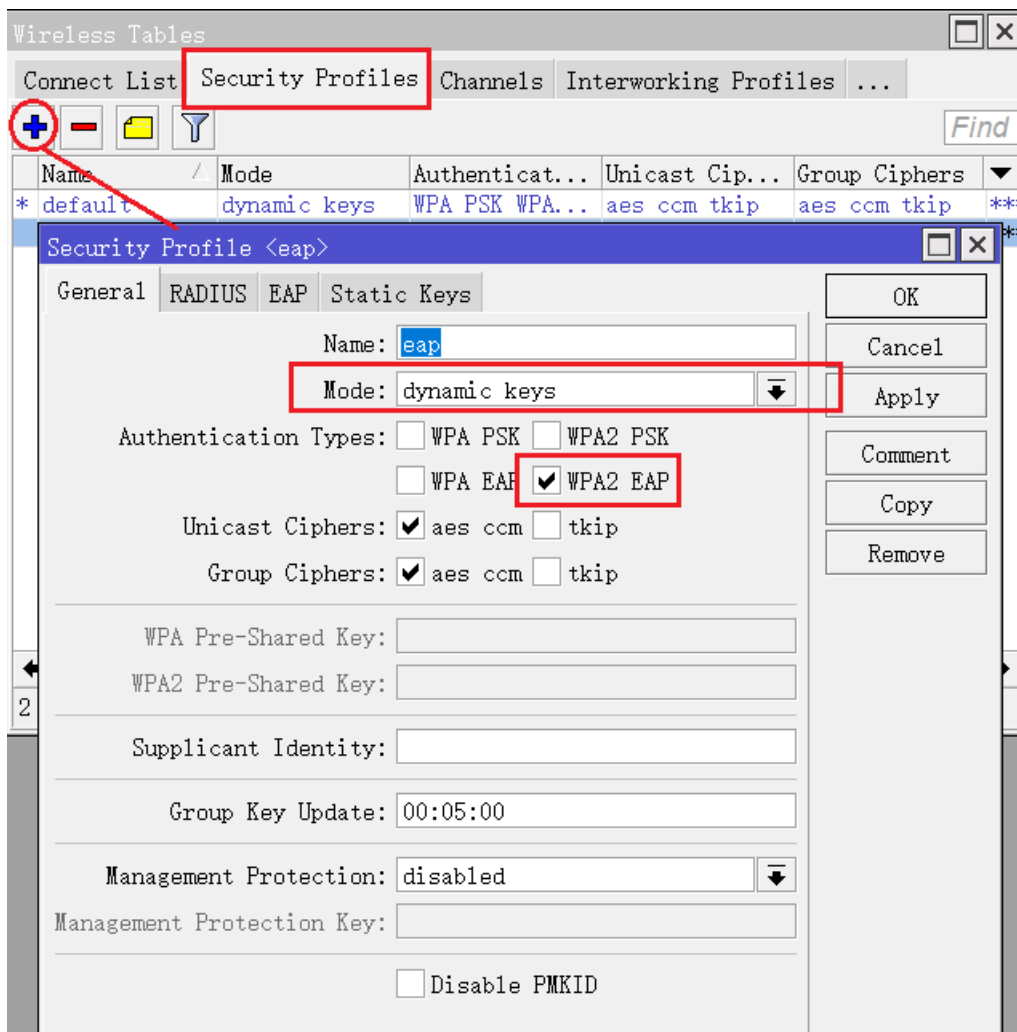 Wireless Tables
Connect List Security Profiles Channels Interworking Profiles ...
Find
Name Mode Authenticat... Unicast Cip... Group Ciphers
* default dynamic keys WPA PSK WPA... aes ccm tkip aes ccm tkip ***
Security Profile <eap>
General RADIUS EAP Static Keys
OK
Name: eap
Cancel
Mode: dynamic keys
Apply
Authentication Types: WPA PSK WPA2 PSK
Comment
WPA EAP WPA2 EAP
Copy
Unicast Ciphers: aes ccm tkip
Remove
Group Ciphers: aes ccm tkip
WPA Pre-Shared Key:
WPA2 Pre-Shared Key:
2
Supplicant Identity:
Group Key Update: 00:05:00
Management Protection: disabled
Management Protection Key:
Disable PMKID